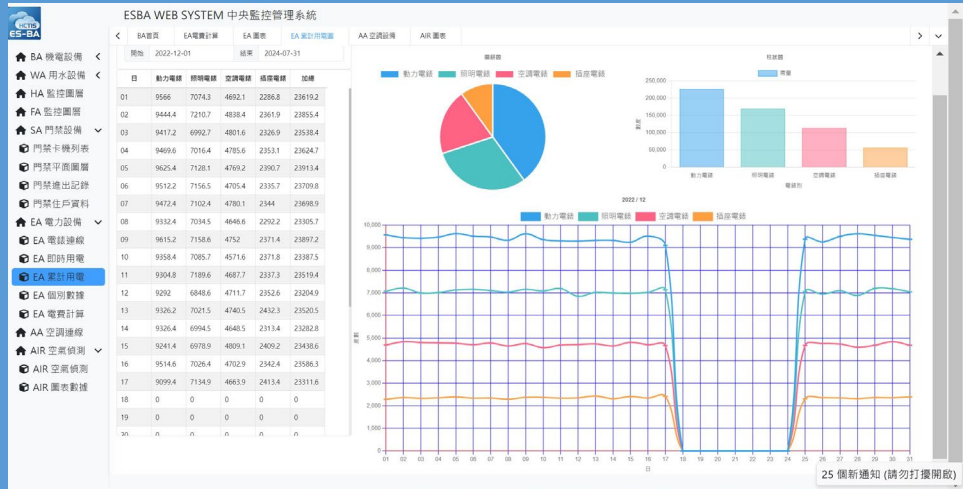 HCTIS
ES-BA
ESBA WEB SYSTEM 中央監控管理系統
BA首頁 EA電費計算 EA 圖表 EA 累計用電量 AA 空調設備 AIR 圖表
BA 機電設備
WA 用水設備
HA 監控圖層
FA 監控圖層
SA 門禁設備
門禁卡機列表
門禁平面圖層
門禁進出記錄
門禁住戶資料
EA 電力設備
EA 電錶連線
EA 即時用電
EA 累計用電
EA 個別數據
EA 電費計算
AA 空調連線
AIR 空氣偵測
AIR 空氣偵測
AIR 圖表數據
開始 2022-12-01 結束 2024-07-31
日 動力電錶 照明電錶 空調電錶 插座電錶 加總
01 9566 7074.3 4692.1 2286.8 23619.2
02 9444.4 7210.7 4838.4 2361.9 23855.4
03 9417.2 6992.7 4801.6 2326.9 23538.4
04 9469.6 7016.4 4785.6 2353.1 23624.7
05 9625.4 7128.1 4769.2 2390.7 23913.4
06 9512.2 7156.5 4705.4 2335.7 23709.8
07 9472.4 7102.4 4780.1 2344 23698.9
08 9332.4 7034.5 4646.6 2292.2 23305.7
09 9615.2 7158.6 4752 2371.4 23897.2
10 9358.4 7085.7 4571.6 2371.8 23387.5
11 9304.8 7189.6 4687.7 2337.3 23519.4
12 9292 6848.6 4711.7 2352.6 23204.9
13 9326.2 7021.5 4740.5 2432.3 23520.5
14 9326.4 6994.5 4648.5 2313.4 23282.8
15 9241.4 6978.9 4809.1 2409.2 23438.6
16 9514.6 7026.4 4702.9 2342.4 23586.3
17 9099.4 7134.9 4663.9 2413.4 23311.6
18 0 0 0 0 0
19 0 0 0 0 0
20 0 0 0 0 0
圓餅圖
動力電錶 照明電錶 空調電錶 插座電錶
柱狀圖
用量
250,000
200,000
150,000
100,000
50,000
0
動力電錶 照明電錶 空調電錶 插座電錶
電錶別
2022 / 12
動力電錶 照明電錶 空調電錶 插座電錶
10,000
9,000
8,000
7,000
6,000
5,000
4,000
3,000
2,000
1,000
0
01 02 03 04 05 06 07 08 09 10 11 12 13 14 15 16 17 18 19 20 21 22 23 24 25 26 27 28 29 30 31
日
25 個新通知 (請勿打擾開啟)